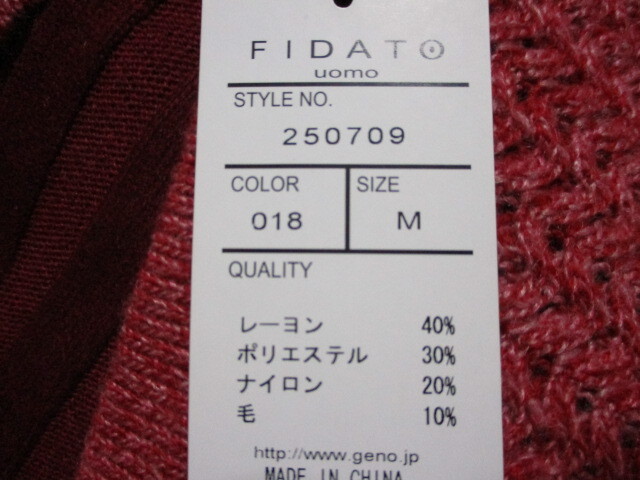 FIDATO
uomo
STYLE NO.
250709
COLOR SIZE
018 M
QUALITY
レーヨン 40%
ポリエステル 30%
ナイロン 20%
毛 10%
http://www.geno.jp
MADE IN CHINA